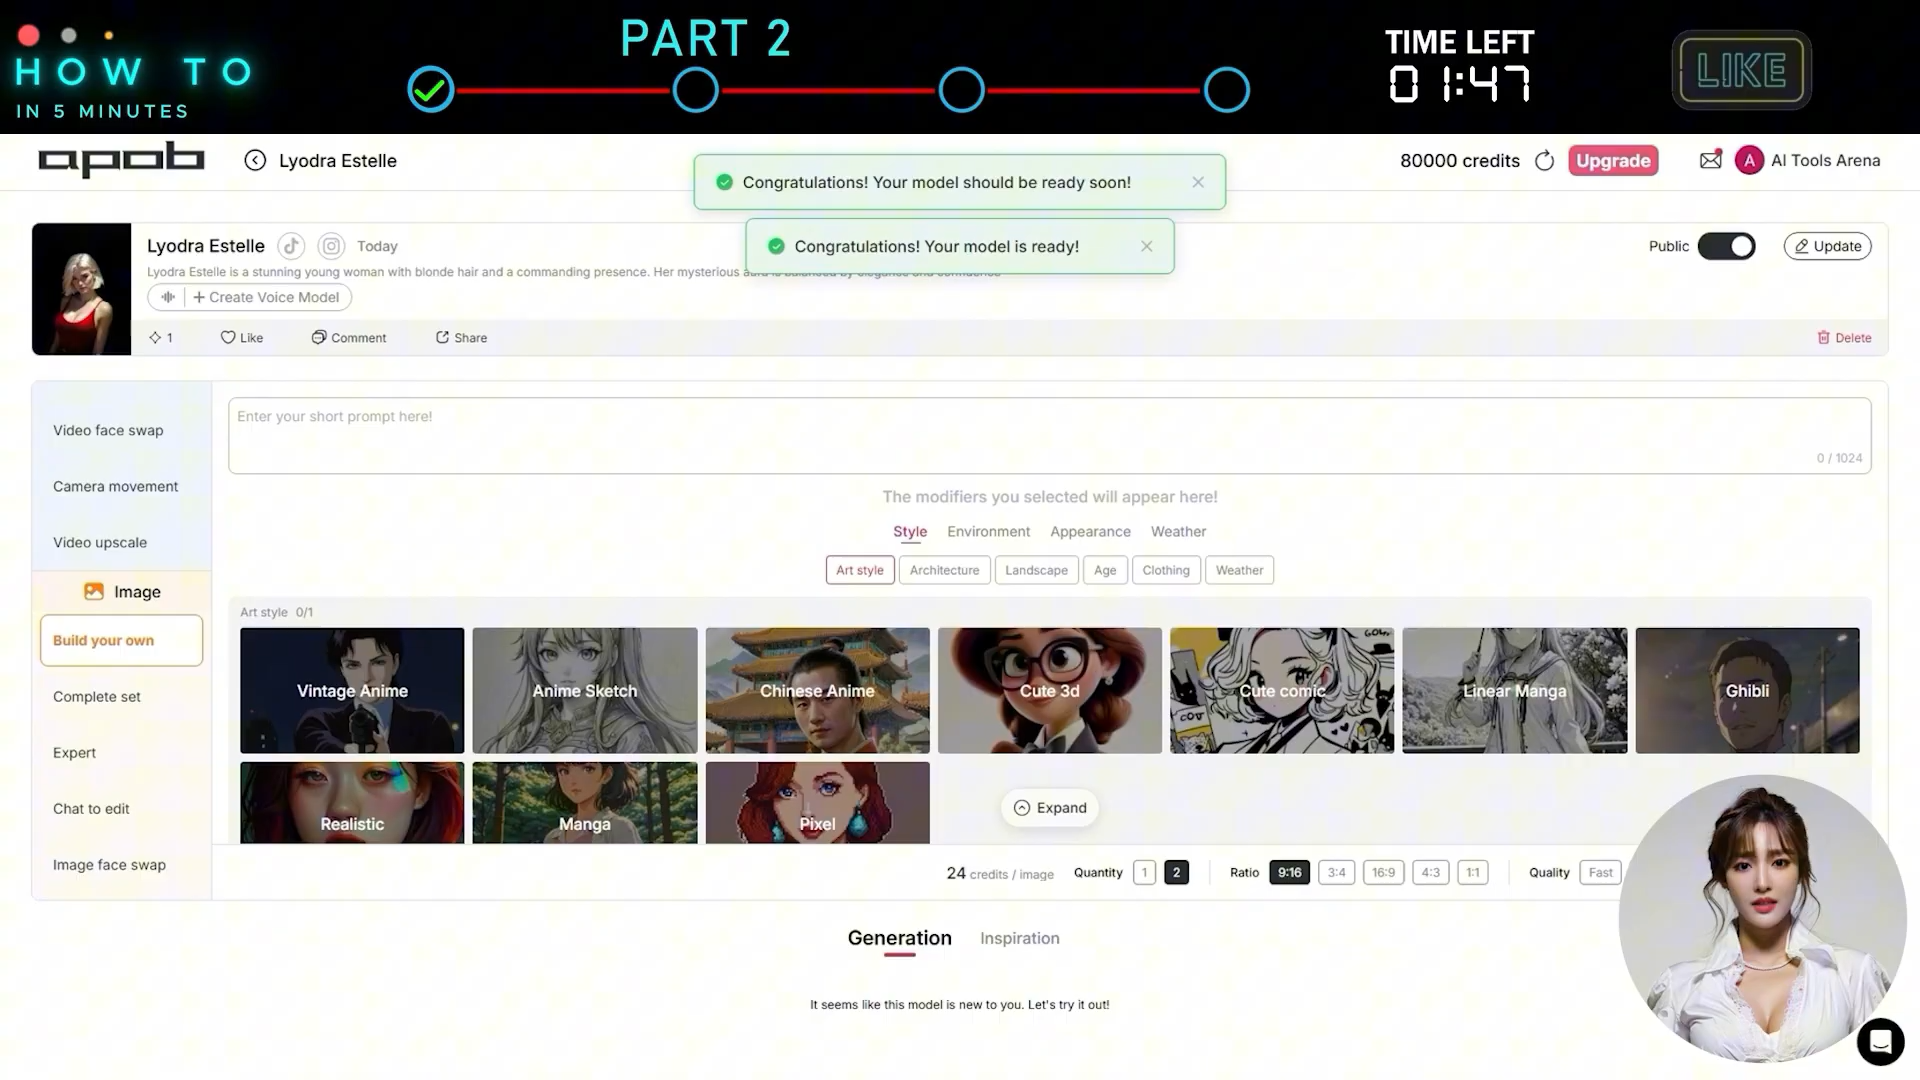 HOW TO
IN 5 MINUTES
PART 2
TIME LEFT
01:47
LIKE
apob
Lyodra Estelle
80000 credits
Upgrade
A
AI Tools Arena
Congratulations! Your model should be ready soon!
Congratulations! Your model is ready!
Lyodra Estelle
Today
Public
Update
Lyodra Estelle is a stunning young woman with blonde hair and a commanding presence. Her mysterious aura is balanced by elegance and confidence
+ Create Voice Model
1
Like
Comment
Share
Delete
Video face swap
Camera movement
Video upscale
Image
Build your own
Complete set
Expert
Chat to edit
Image face swap
Enter your short prompt here!
0 / 1024
The modifiers you selected will appear here!
Style Environment Appearance Weather
Art style Architecture Landscape Age Clothing Weather
Art style 0/1
Vintage Anime
Anime Sketch
Chinese Anime
Cute 3d
Cute comic
Linear Manga
Ghibli
Realistic
Manga
Pixel
Expand
24 credits / image Quantity 1 2 Ratio 9:16 3:4 16:9 4:3 1:1 Quality Fast
Generation Inspiration
It seems like this model is new to you. Let's try it out!